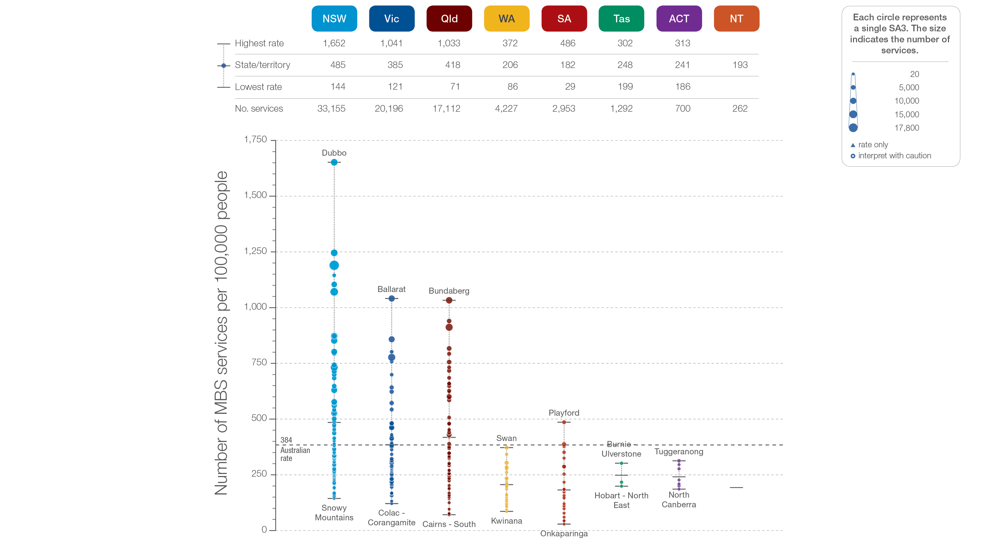 NSW Vic Qld WA SA Tas ACT NT
Highest rate 1,652 1,041 1,033 372 486 302 313
State/territory 485 385 418 206 182 248 241 193
Lowest rate 144 121 71 86 29 199 186
No. services 33,155 20,196 17,112 4,227 2,953 1,292 700 262
Each circle represents
a single SA3. The size
indicates the number of
services.
20
5,000
10,000
15,000
17,800
rate only
interpret with caution
Number of MBS services per 100,000 people
1,750
1,500
1,250
1,000
750
500
250
0
384
Australian
rate
Dubbo
Snowy
Mountains
Ballarat
Colac -
Corangamite
Bundaberg
Cairns - South
Swan
Kwinana
Playford
Onkaparinga
Burnie -
Ulverstone
Hobart - North
East
Tuggeranong
North
Canberra